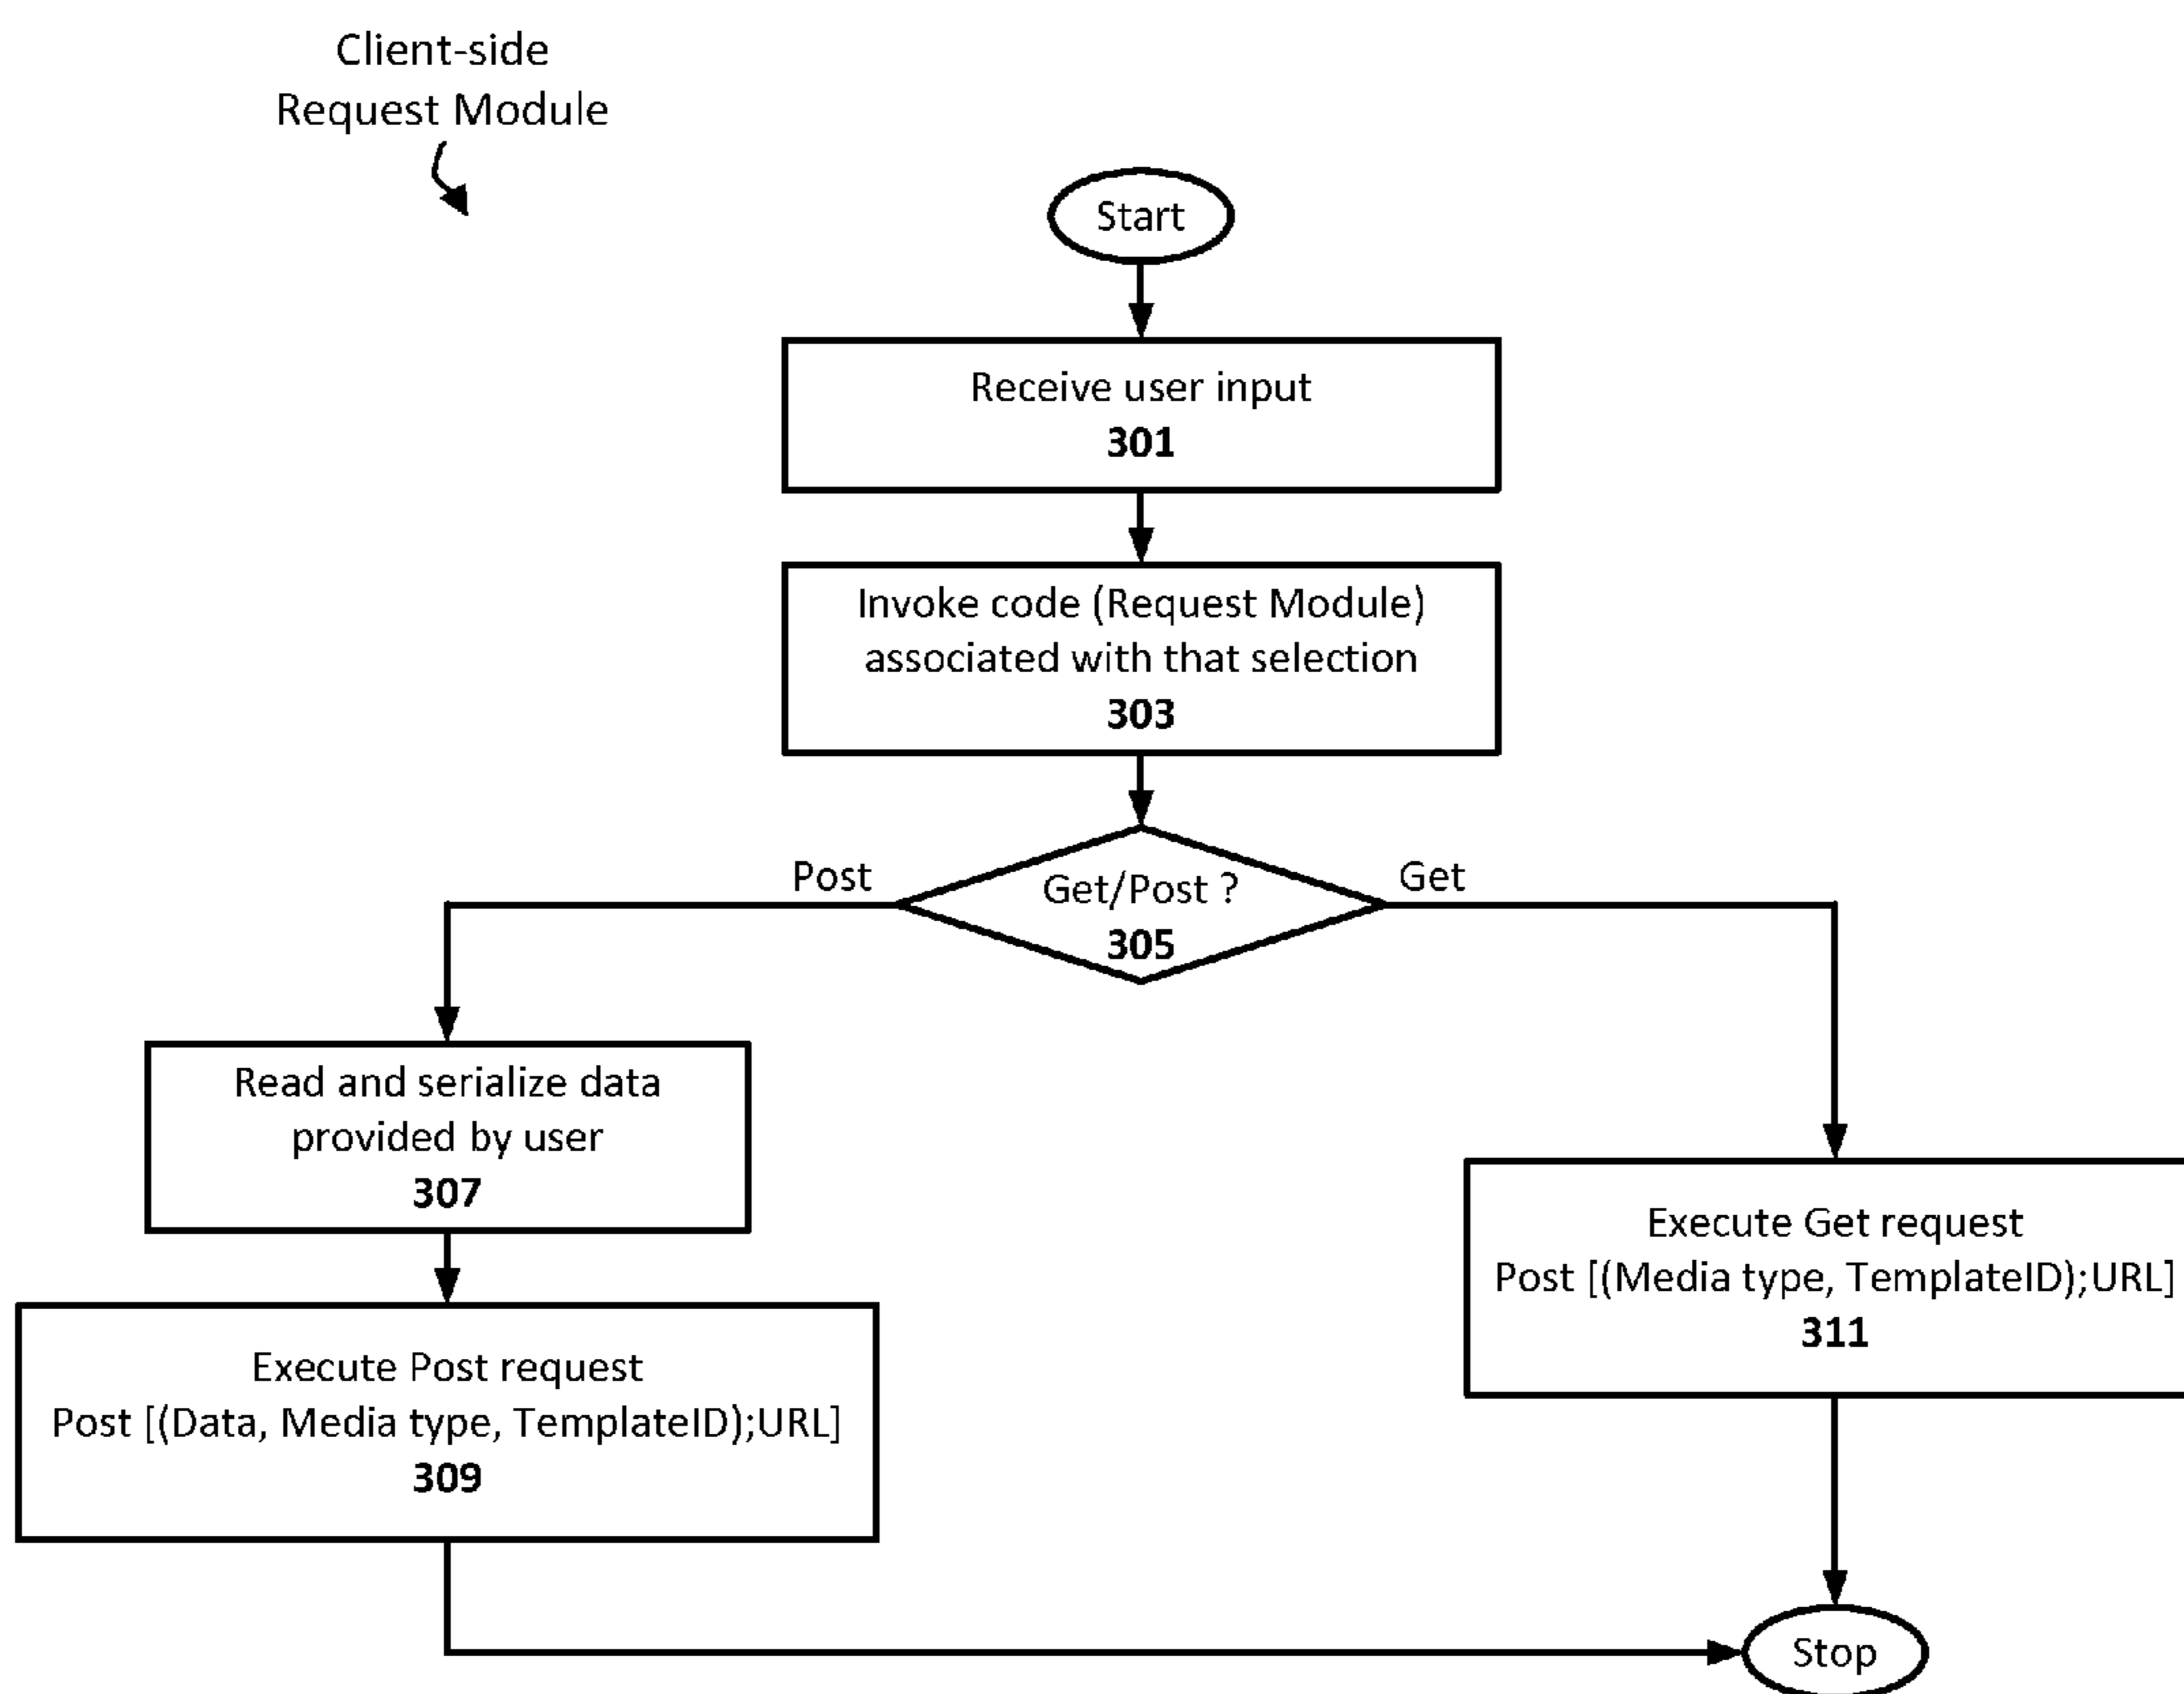 Client-side
Request Module
Start
Receive user input
301
Invoke code (Request Module)
associated with that selection
303
Post
Get/Post ?
305
Get
Read and serialize data
provided by user
307
Execute Post request
Post [(Data, Media type, TemplateID);URL]
309
Execute Get request
Post [(Media type, TemplateID);URL]
311
Stop